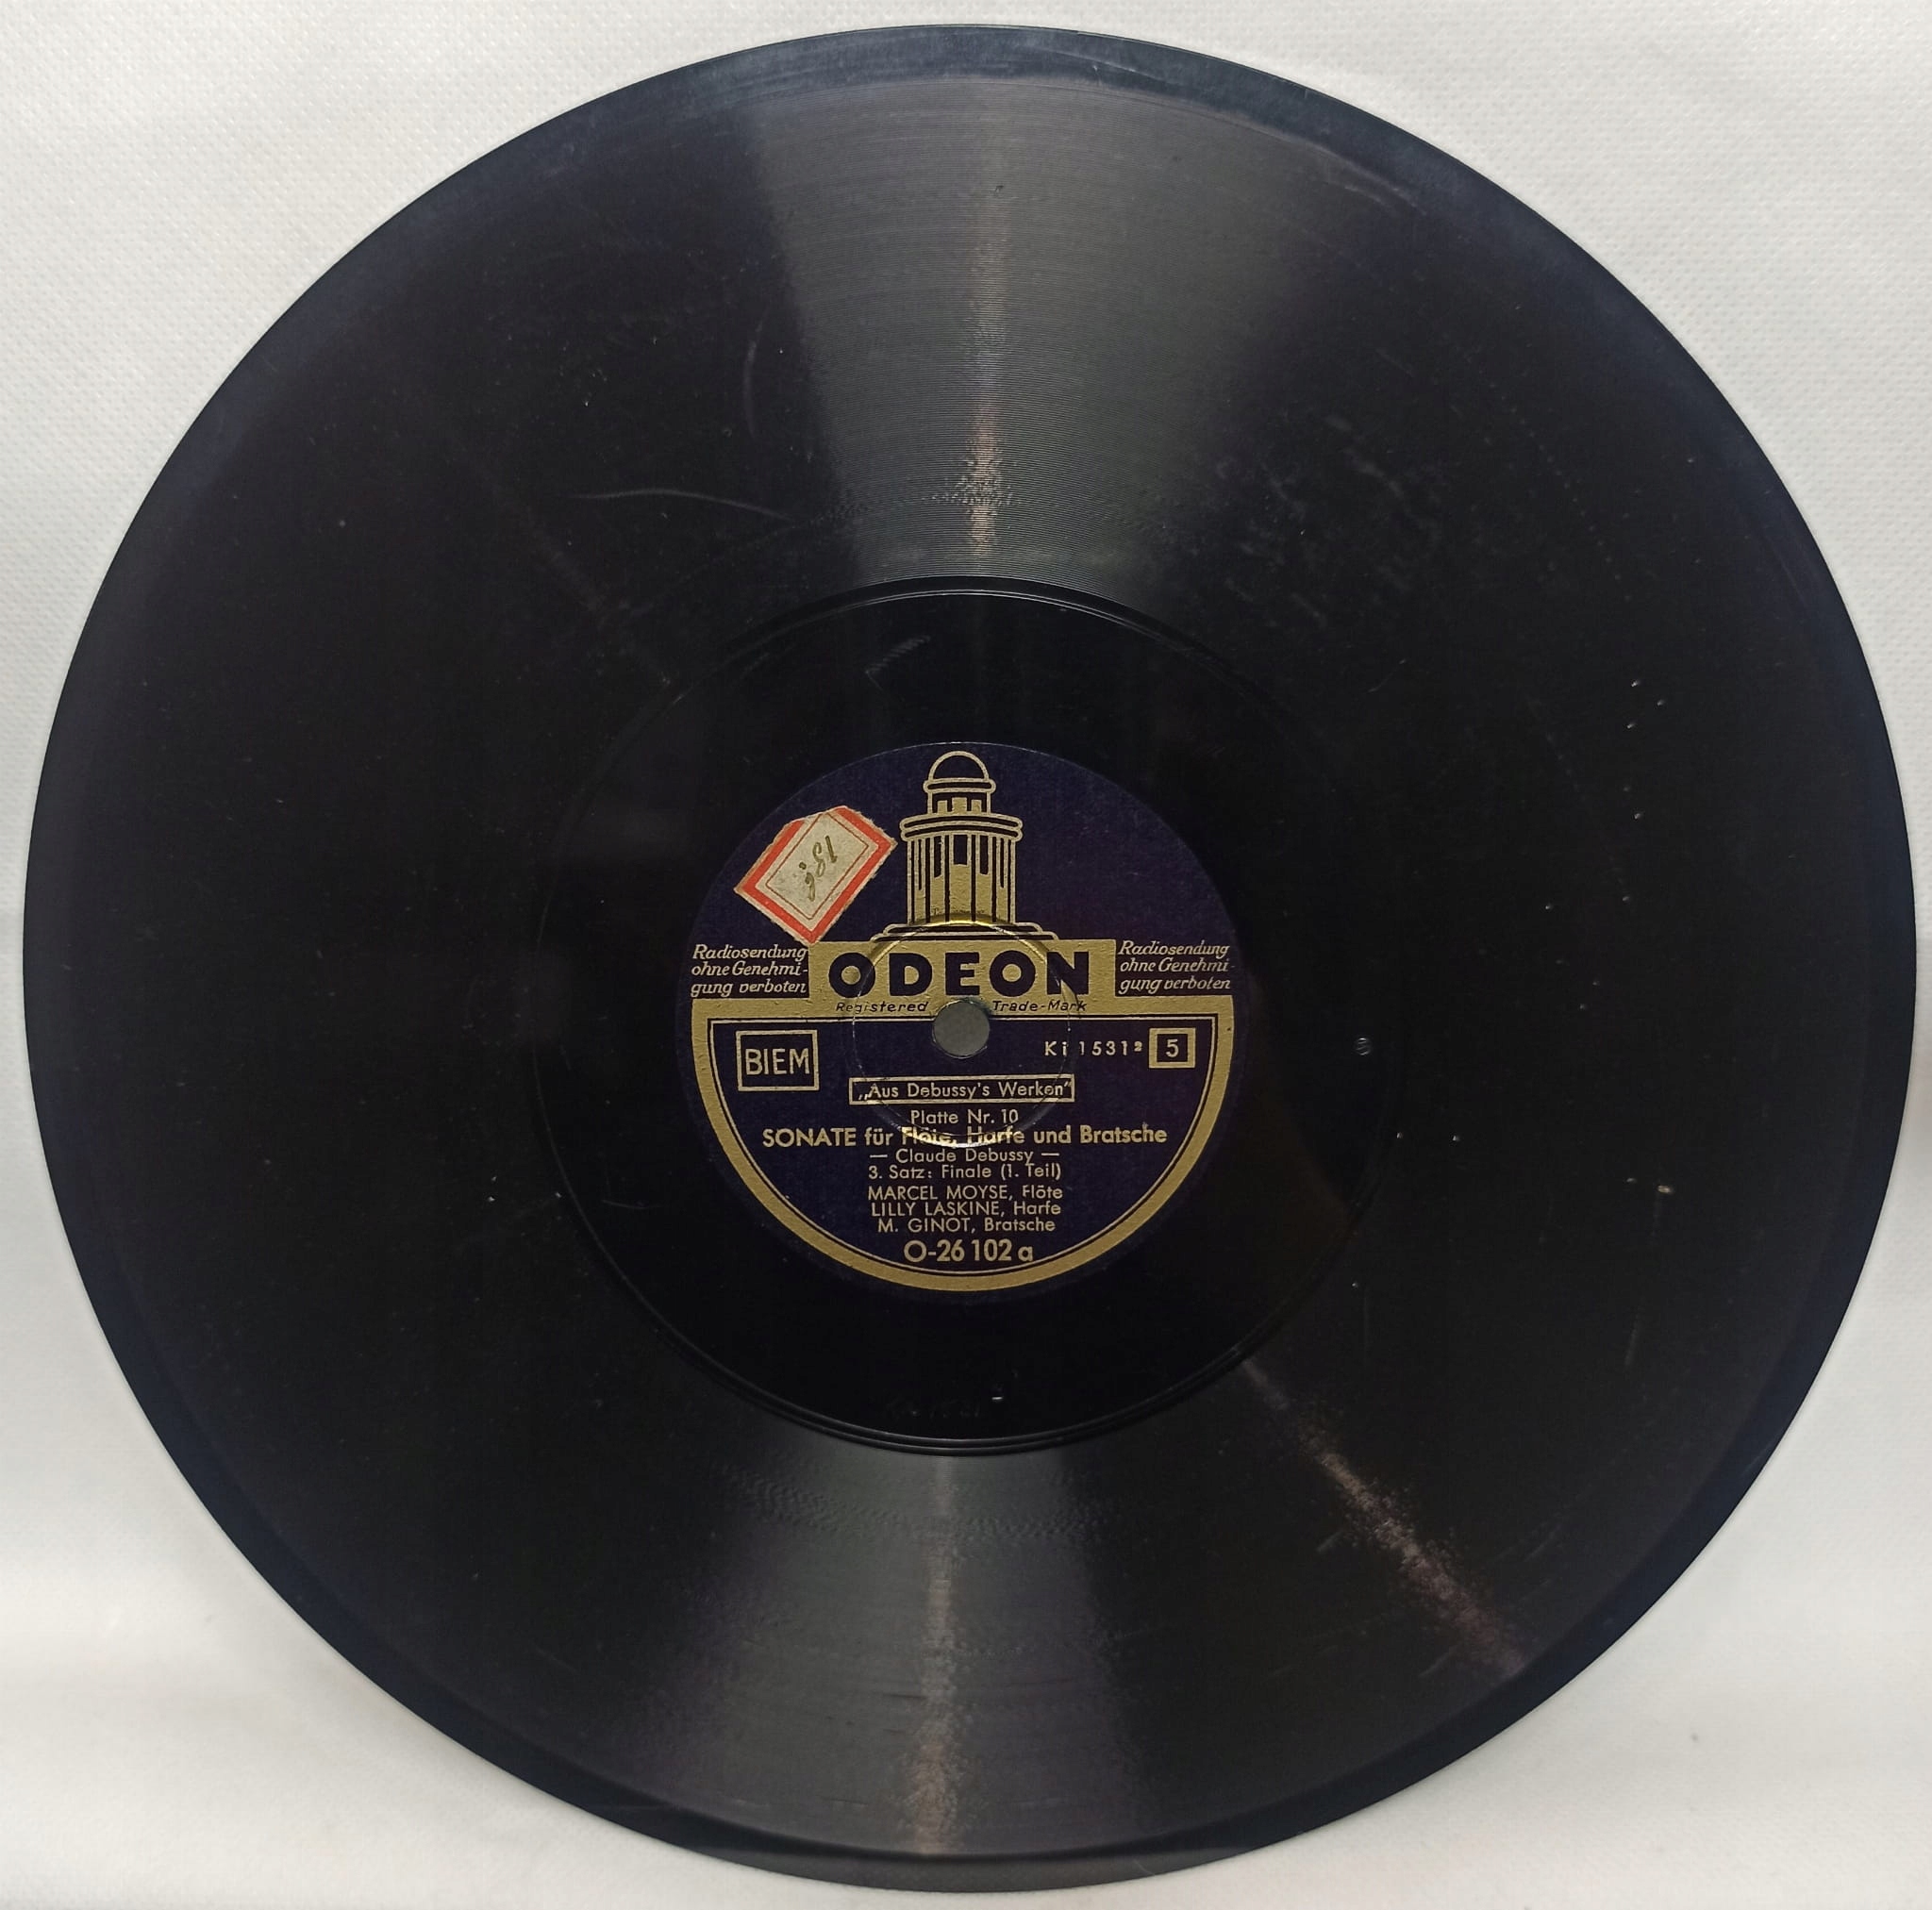 Radiosendung
ohne Genehmi-
gung verboten
ODEON
Radiosendung
ohne Genehmi-
gung verboten
Registered Trade-Mark
BIEM
Ki 1531² 5
„Aus Debussy's Werken"
Platte Nr. 10
SONATE für Flöte, Harfe und Bratsche
— Claude Debussy —
3. Satz: Finale (1. Teil)
MARCEL MOYSE, Flöte
LILLY LASKINE, Harfe
M. GINOT, Bratsche
O-26 102 a